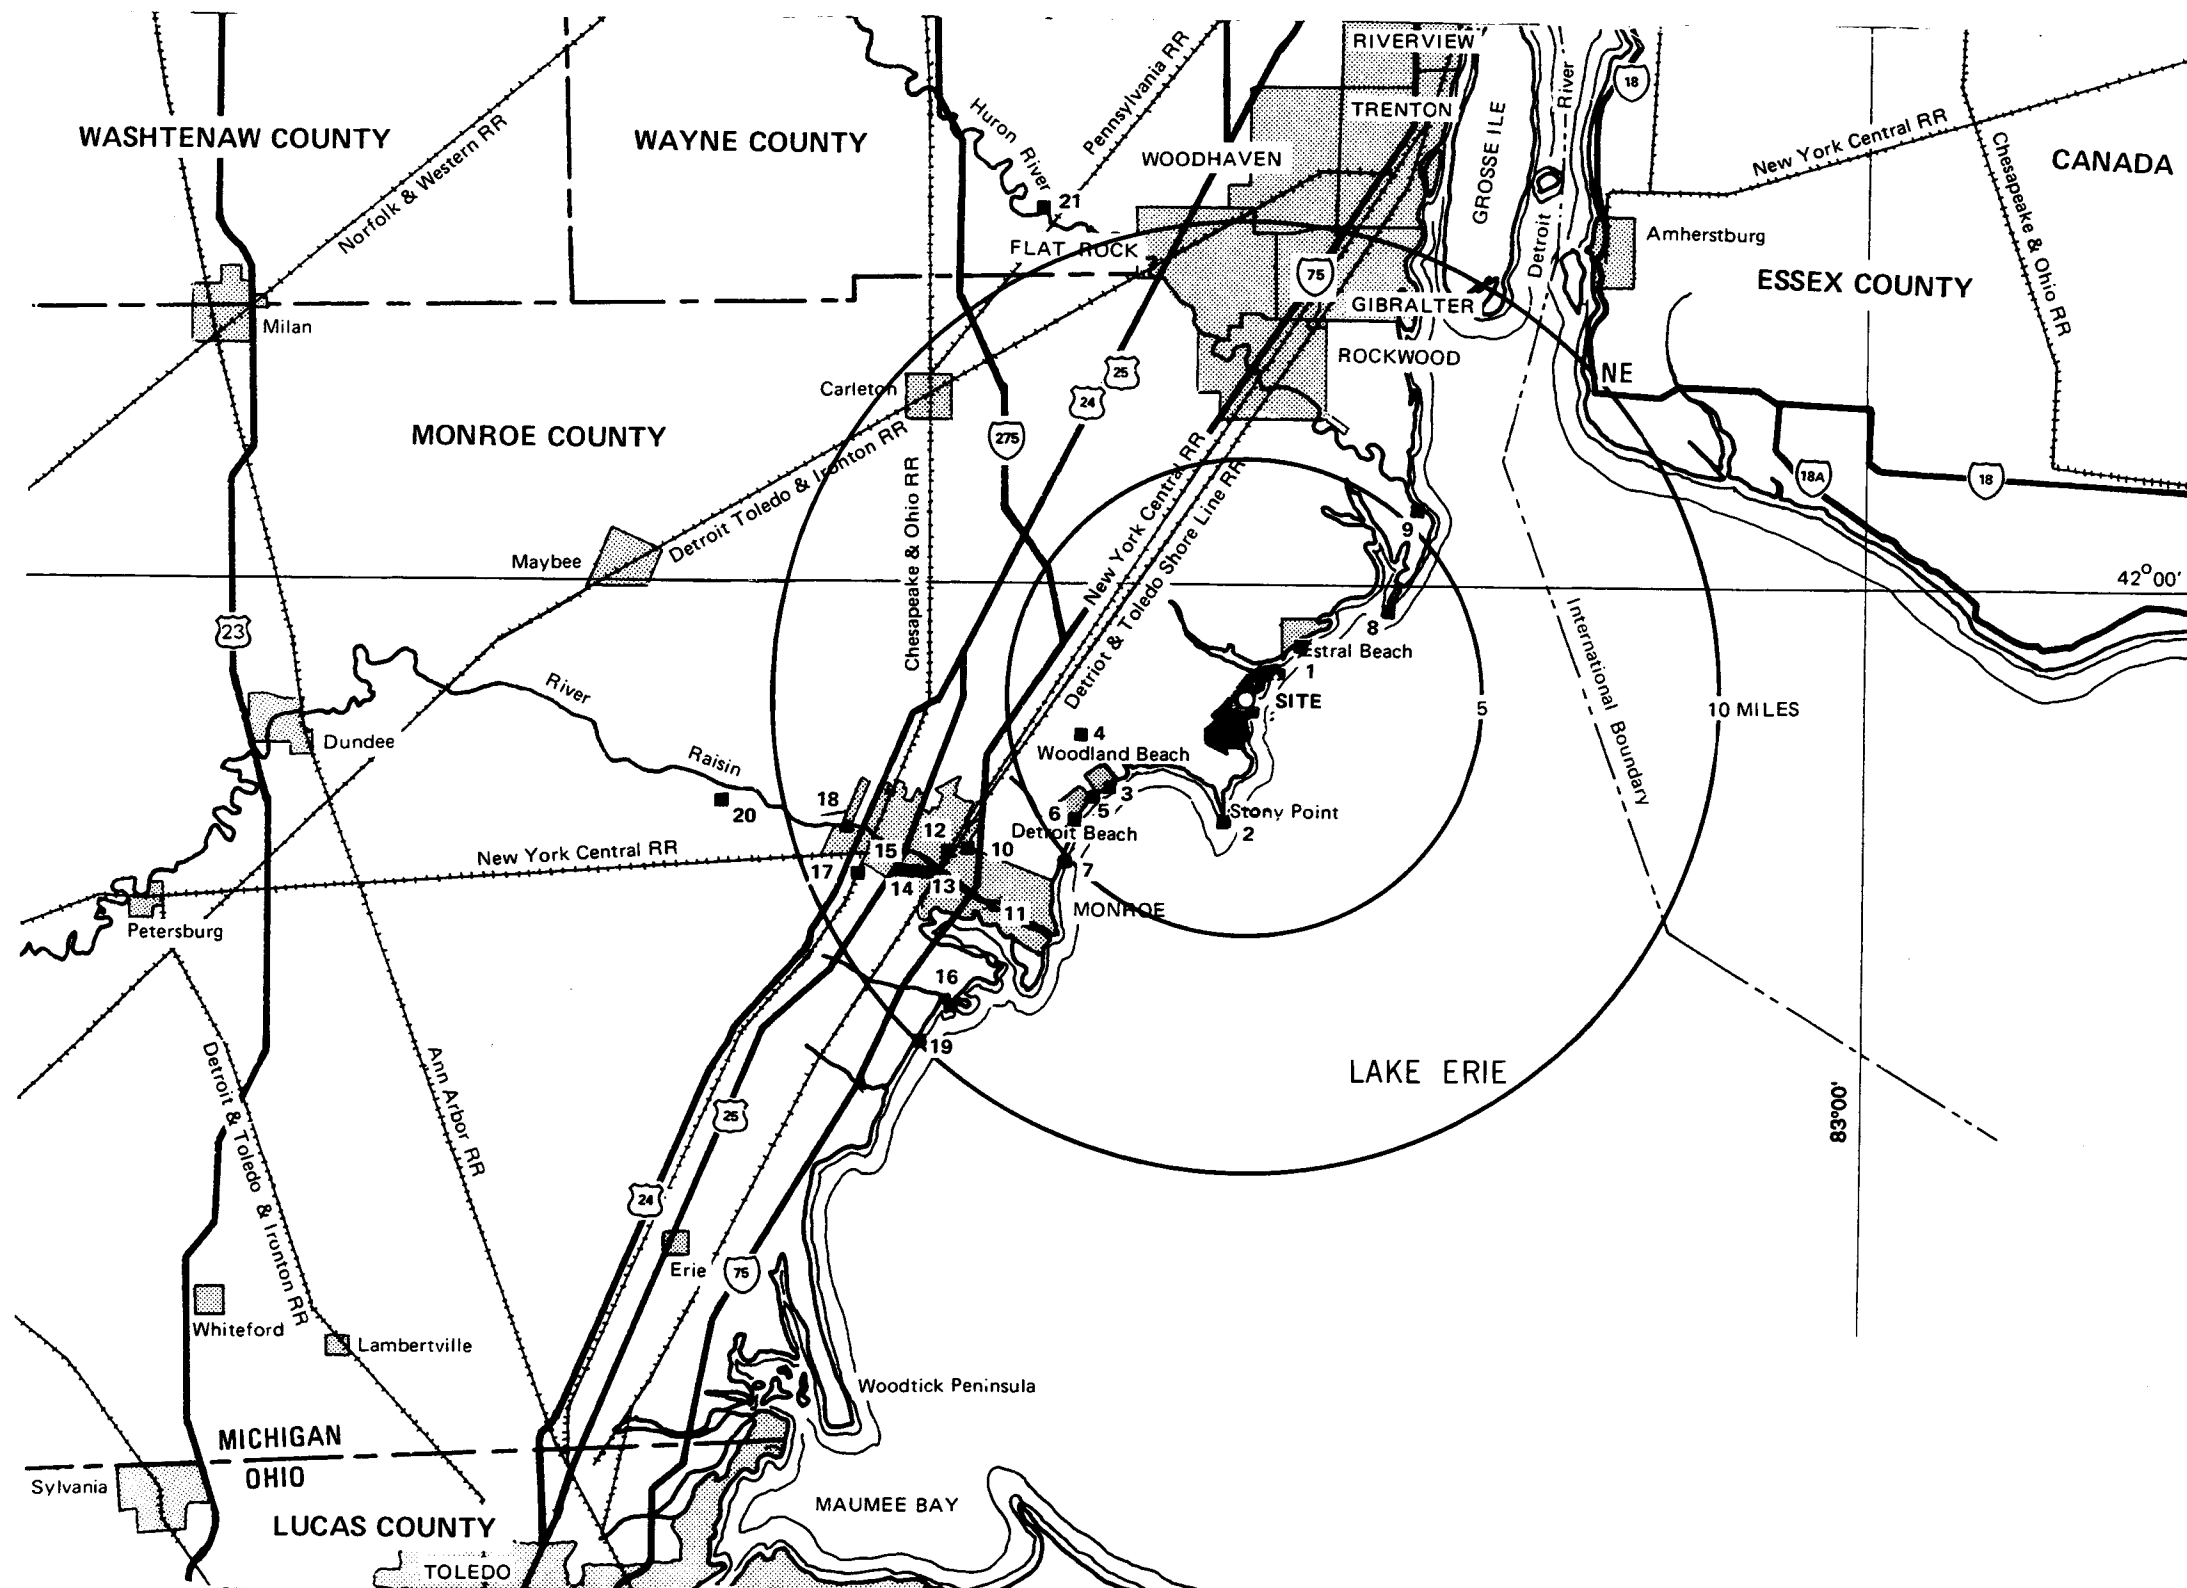 RIVERVIEW
18
River
Pennsylvania RR
TRENTON
Huron River
WASHTENAW COUNTY
WAYNE COUNTY
Norfolk & Western RR
WOODHAVEN
GROSSE ILE
New York Central RR
Chesapeake & Ohio RR
CANADA
21
FLAT ROCK
Detroit
Amherstburg
75
ESSEX COUNTY
GIBRALTER
Milan
ROCKWOOD
NE
25
24
Carleton
MONROE COUNTY
275
Detroit Toledo & Ironton RR
Chesapeake & Ohio RR
New York Central RR
Detriot & Toledo Shore Line RR
18A
18
9
Maybee
42°00'
23
8
Estral Beach
1
International Boundary
River
SITE
5
10 MILES
Dundee
4
Woodland Beach
Raisin
3
18
20
6
5
Stony Point
2
Detroit Beach
12
15
10
New York Central RR
17
7
14
13
11
MONROE
Petersburg
16
19
Detroit & Toledo & Ironton RR
Ann Arbor RR
LAKE ERIE
83°00'
25
24
Erie
75
Whiteford
Lambertville
Woodtick Peninsula
MICHIGAN
OHIO
Sylvania
MAUMEE BAY
LUCAS COUNTY
TOLEDO